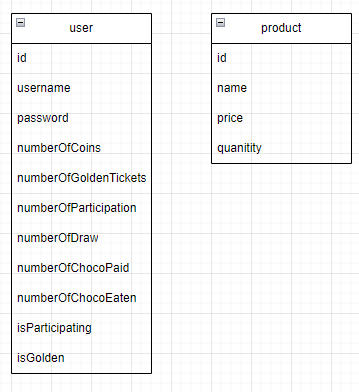 user
id
username
password
numberOfCoins
numberOfGoldenTickets
numberOfParticipation
numberOfDraw
numberOfChocoPaid
numberOfChocoEaten
isParticipating
isGolden
product
id
name
price
quanitity